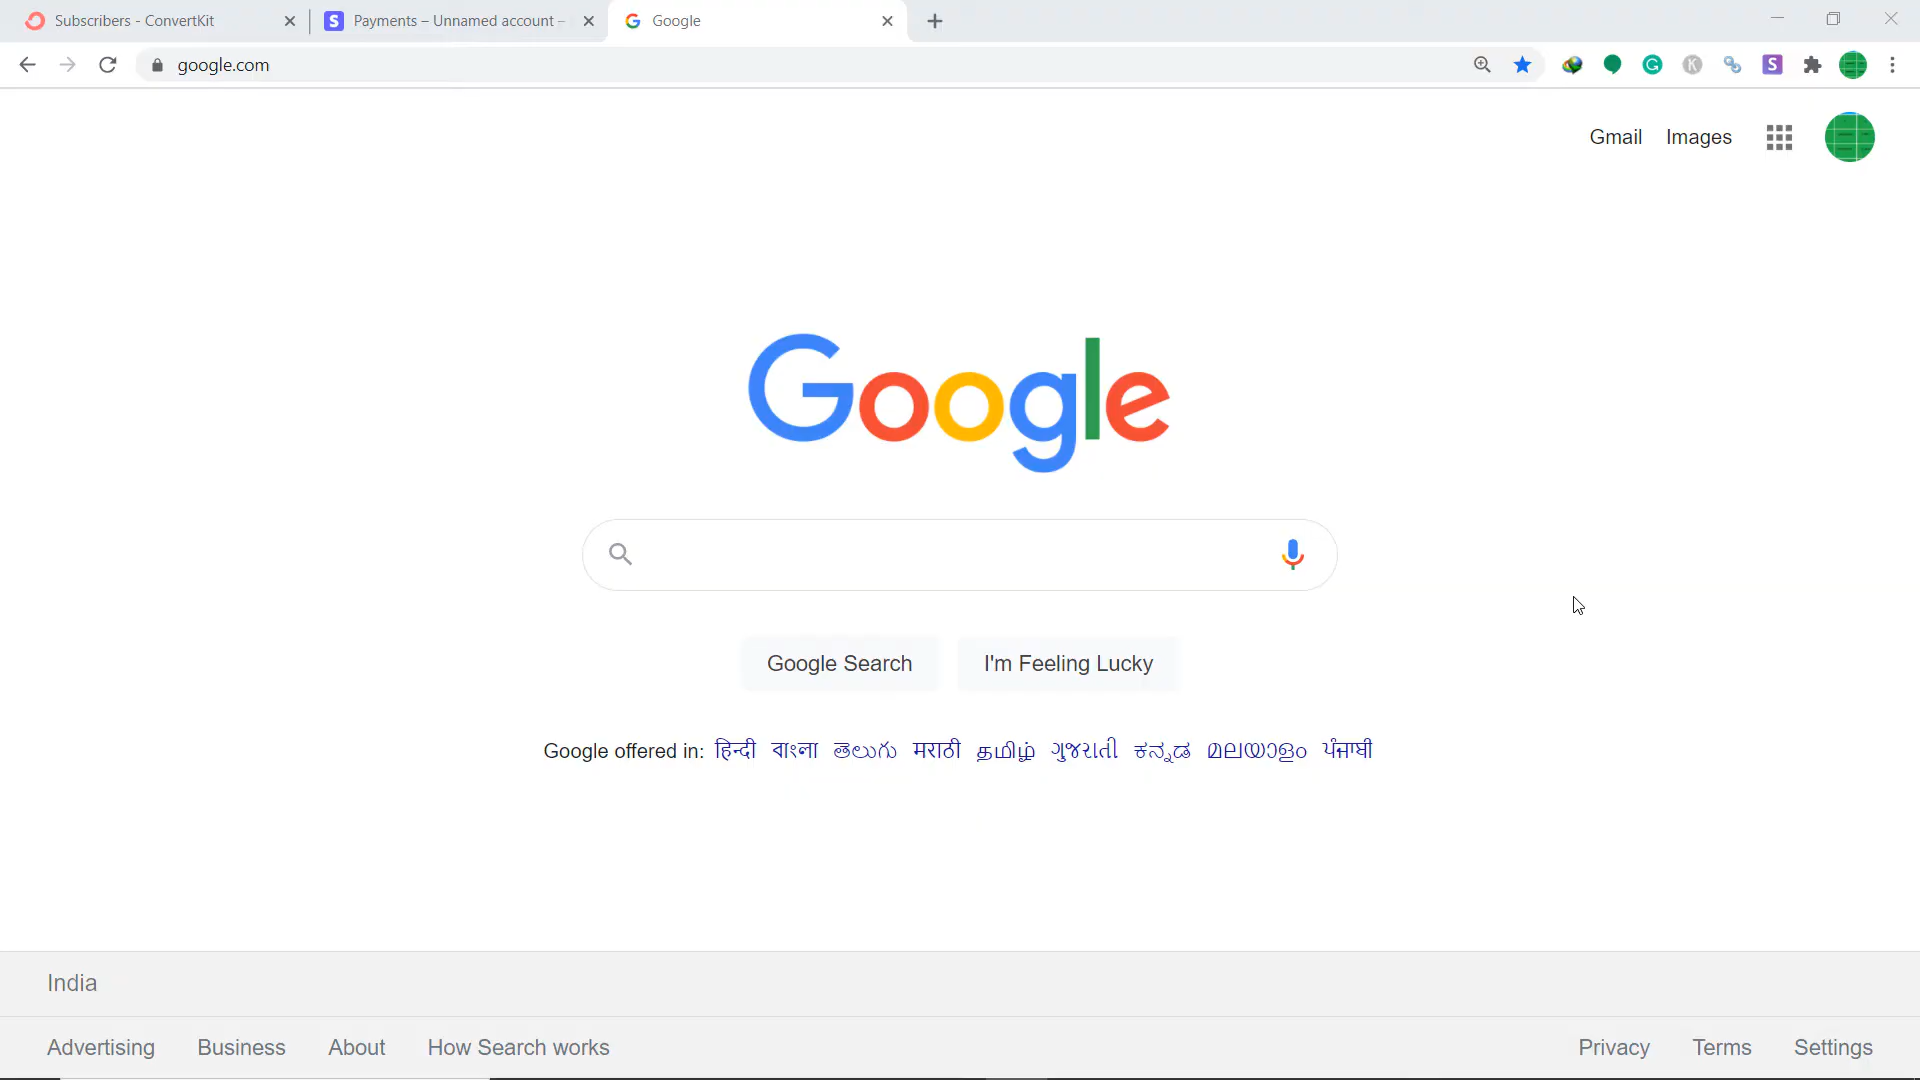 Subscribers - ConvertKit
Payments – Unnamed account –
Google
google.com
Gmail Images
Google
Google Search
I'm Feeling Lucky
Google offered in: हिन्दी বাংলা తెలుగు मराठी தமிழ் ગુજરાતી ಕನ್ನಡ മലയാളം ਪੰਜਾਬੀ
India
Advertising Business About How Search works Privacy Terms Settings